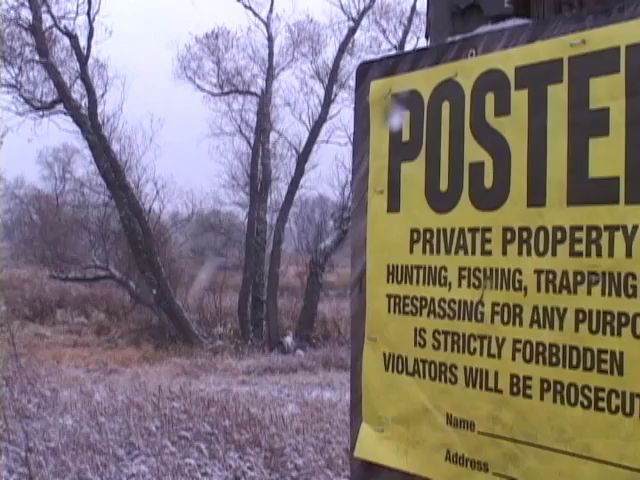 POSTE
PRIVATE PROPERTY
HUNTING, FISHING, TRAPPING
TRESPASSING FOR ANY PURPO
IS STRICTLY FORBIDDEN
VIOLATORS WILL BE PROSECUT
Name
Address